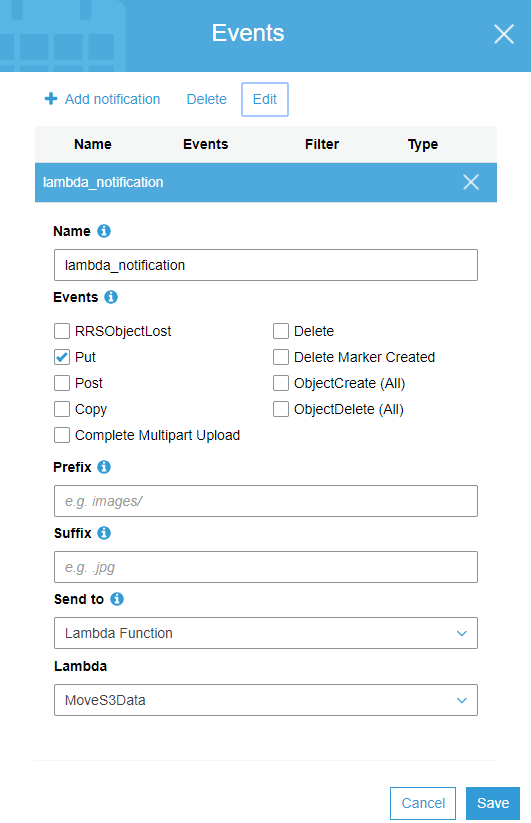 Events
Add notification Delete Edit
Name Events Filter Type
lambda_notification
Name
lambda_notification
Events
RRSObjectLost Delete
Put Delete Marker Created
Post ObjectCreate (All)
Copy ObjectDelete (All)
Complete Multipart Upload
Prefix
e.g. images/
Suffix
e.g. .jpg
Send to
Lambda Function
Lambda
MoveS3Data
Cancel Save